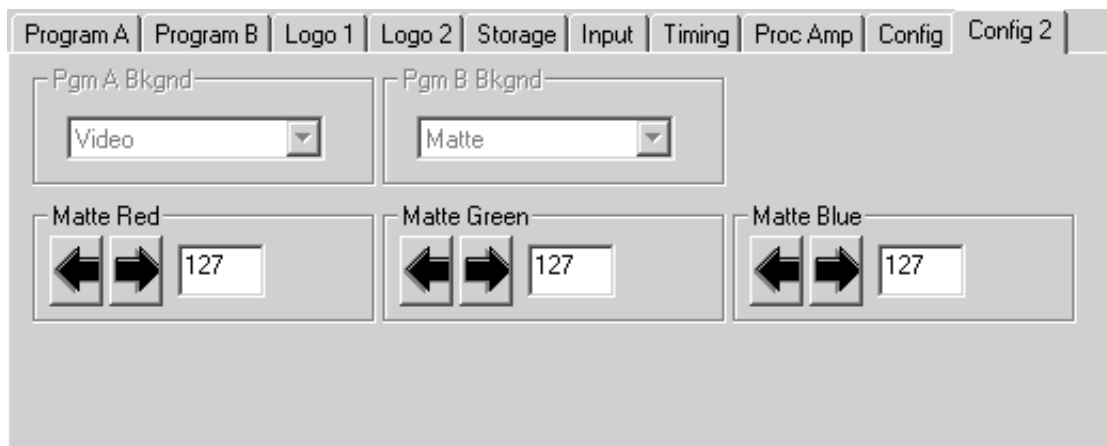 Program A Program B Logo 1 Logo 2 Storage Input Timing Proc Amp Config Config 2
Pgm A Bkgnd Pgm B Bkgnd
Video Matte
Matte Red Matte Green Matte Blue
127 127 127